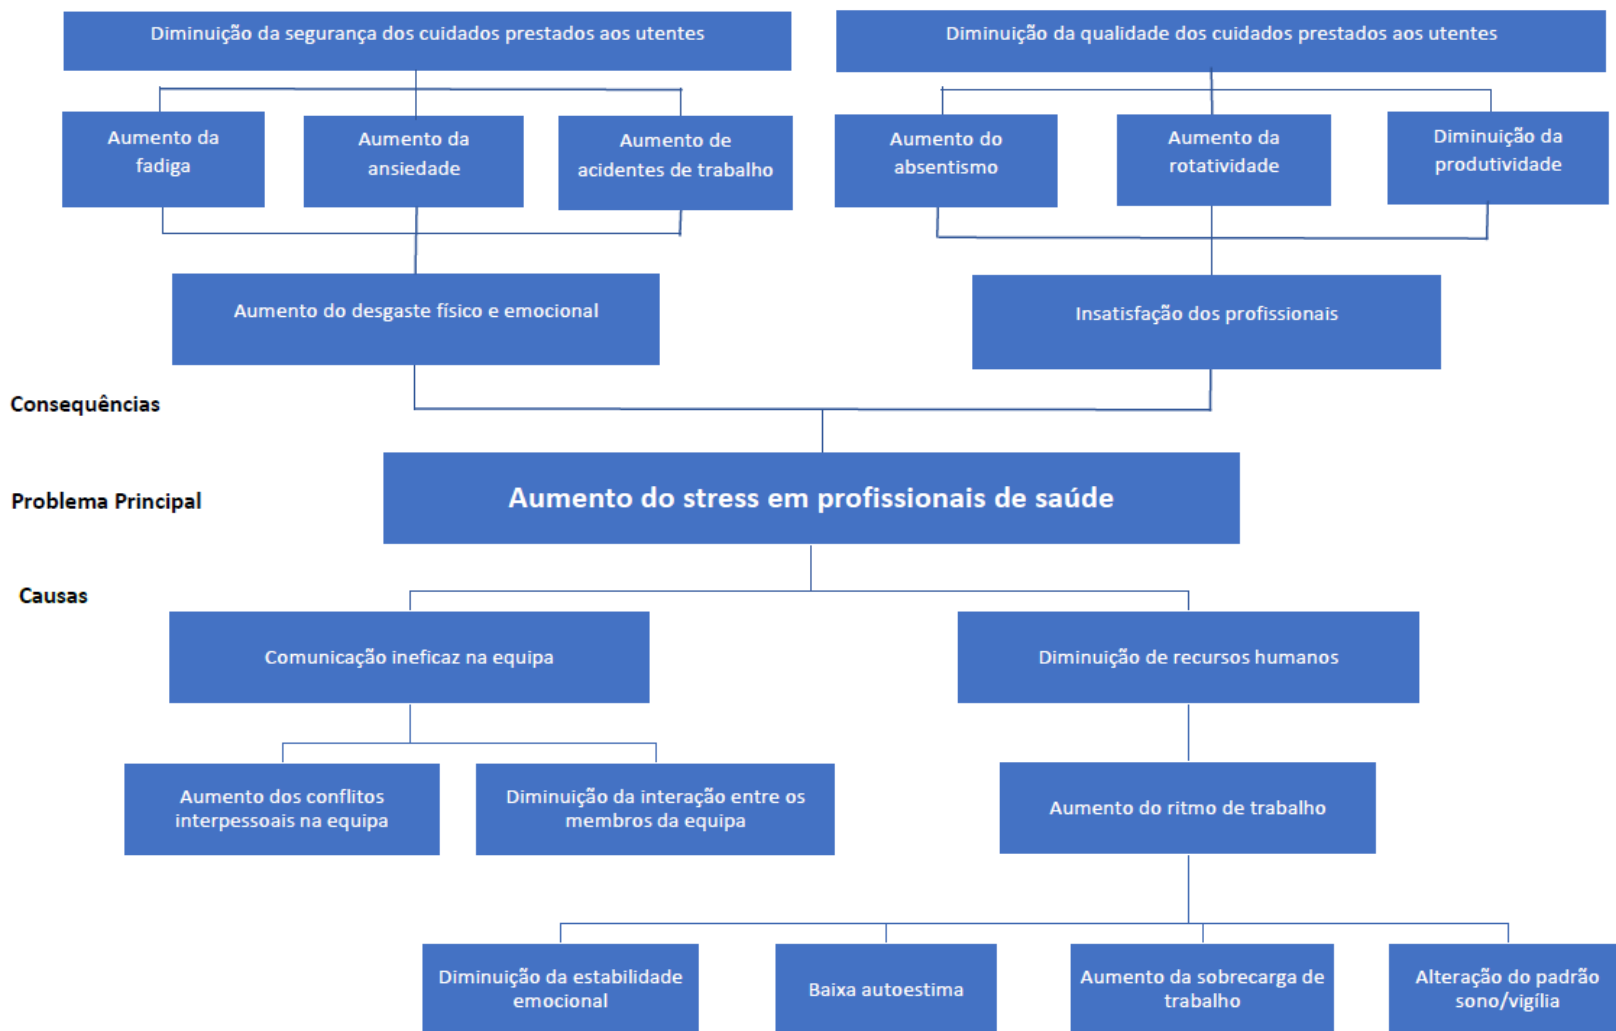 Diminuição da segurança dos cuidados prestados aos utentes
Diminuição da qualidade dos cuidados prestados aos utentes
Aumento da
fadiga
Aumento da
ansiedade
Aumento de
acidentes de trabalho
Aumento do
absentismo
Aumento da
rotatividade
Diminuição da
produtividade
Aumento do desgaste físico e emocional
Insatisfação dos profissionais
Consequências
Problema Principal
Aumento do stress em profissionais de saúde
Causas
Comunicação ineficaz na equipa
Diminuição de recursos humanos
Aumento dos conflitos
interpessoais na equipa
Diminuição da interação entre os
membros da equipa
Aumento do ritmo de trabalho
Diminuição da estabilidade
emocional
Baixa autoestima
Aumento da sobrecarga de
trabalho
Alteração do padrão
sono/vigília